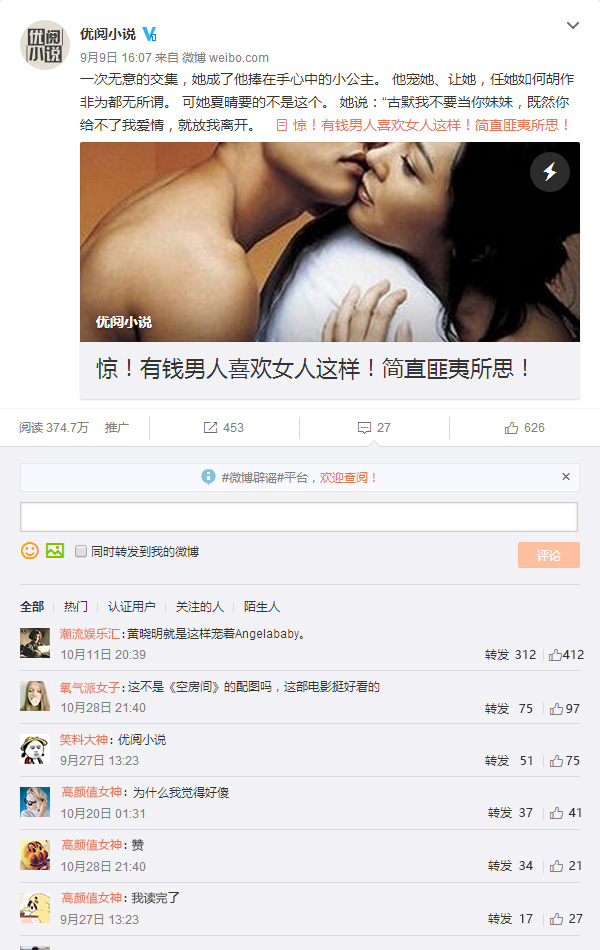 优阅小说
优阅小说
9月9日 16:07 来自 微博 weibo.com
一次无意的交集，她成了他捧在手心中的小公主。 他宠她、让她，任她如何胡作
非为都无所谓。 可她夏晴要的不是这个。 她说：“古默我不要当你妹妹，既然你
给不了我爱情，就放我离开。 惊！有钱男人喜欢女人这样！简直匪夷所思！
优阅小说
惊！有钱男人喜欢女人这样！简直匪夷所思！
阅读 374.7万 推广 453 27 626
#微博辟谣#平台，欢迎查阅！ ×
同时转发到我的微博 评论
全部 热门 认证用户 关注的人 陌生人
潮流娱乐汇：黄晓明就是这样宠着Angelababy。
10月11日 20:39 转发 312 412
氧气派女子：这不是《空房间》的配图吗，这部电影挺好看的
10月28日 21:40 转发 75 97
笑料大神：优阅小说
9月27日 13:23 转发 51 75
高颜值女神：为什么我觉得好傻
10月20日 01:31 转发 37 41
高颜值女神：赞
10月28日 21:40 转发 34 21
高颜值女神：我读完了
9月27日 13:23 转发 17 27